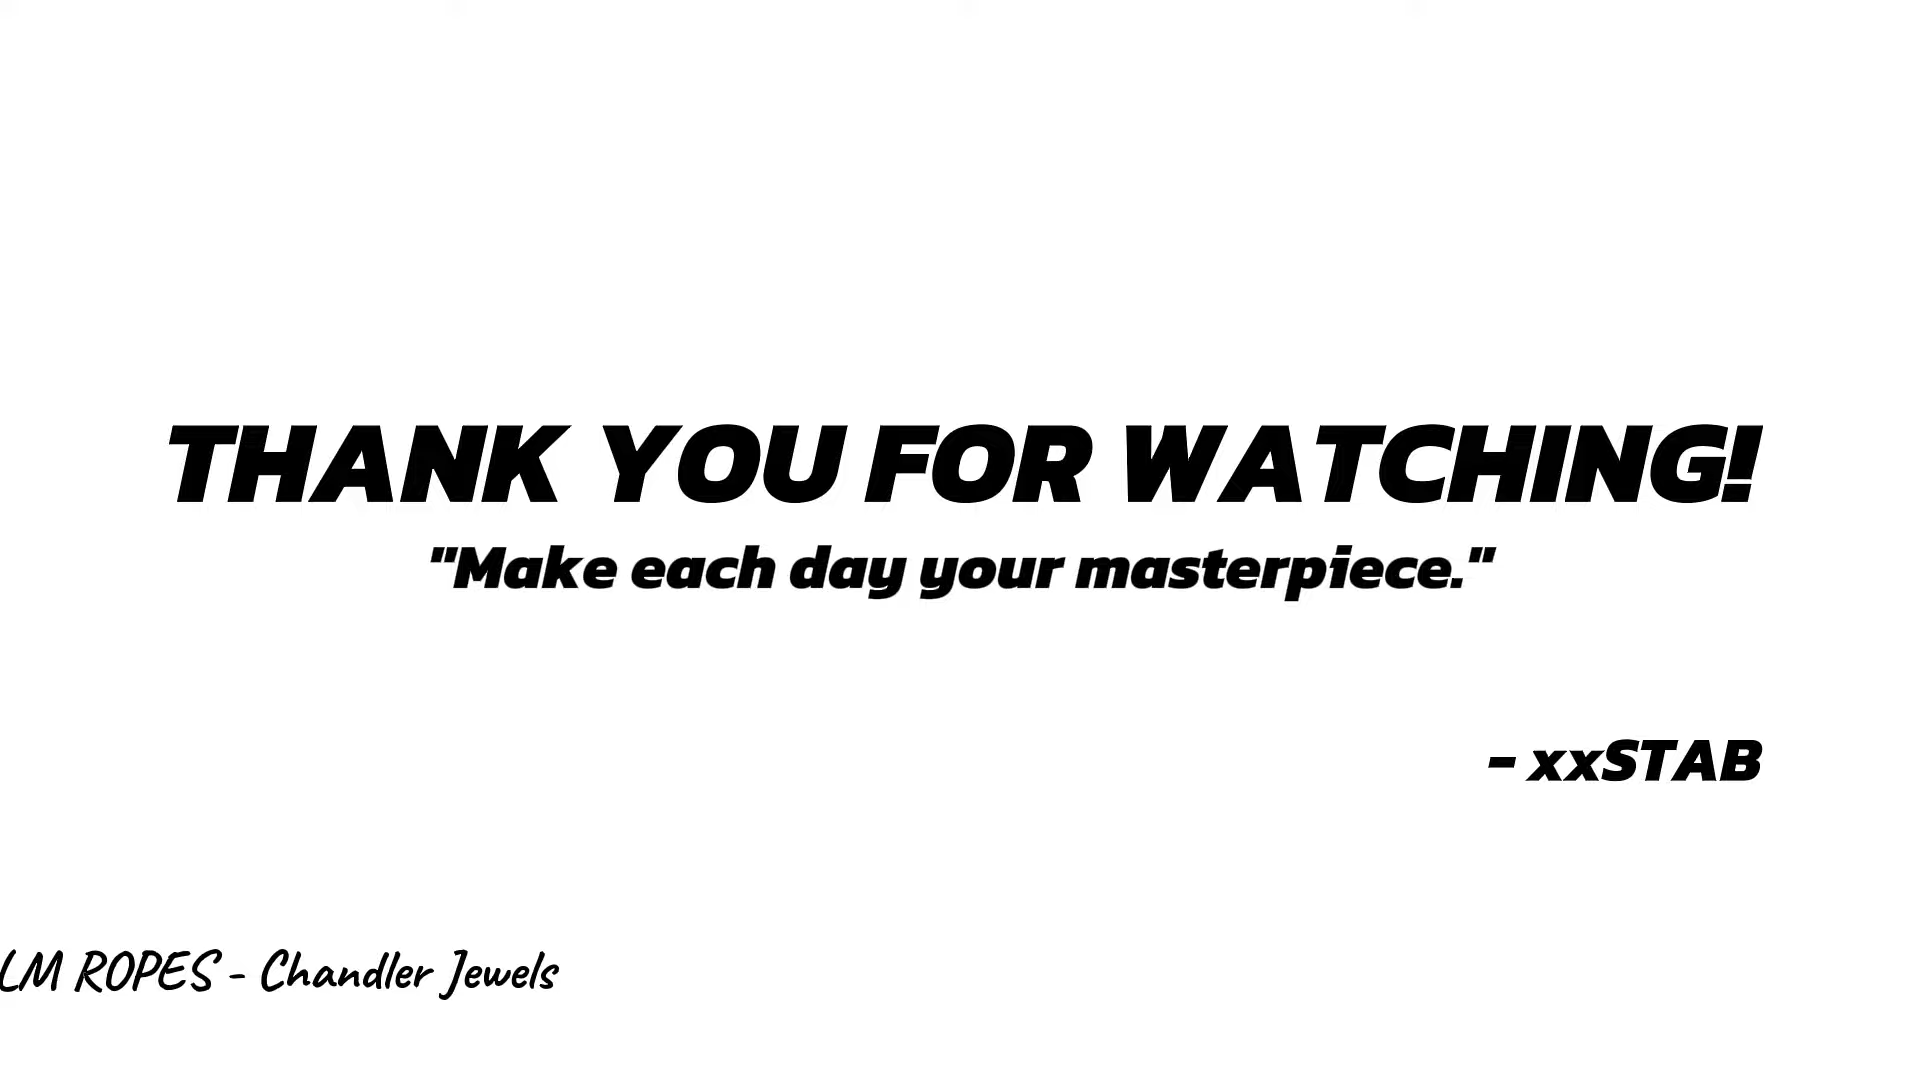 THANK YOU FOR WATCHING!
"Make each day your masterpiece."
- xxSTAB
LM ROPES - Chandler Jewels